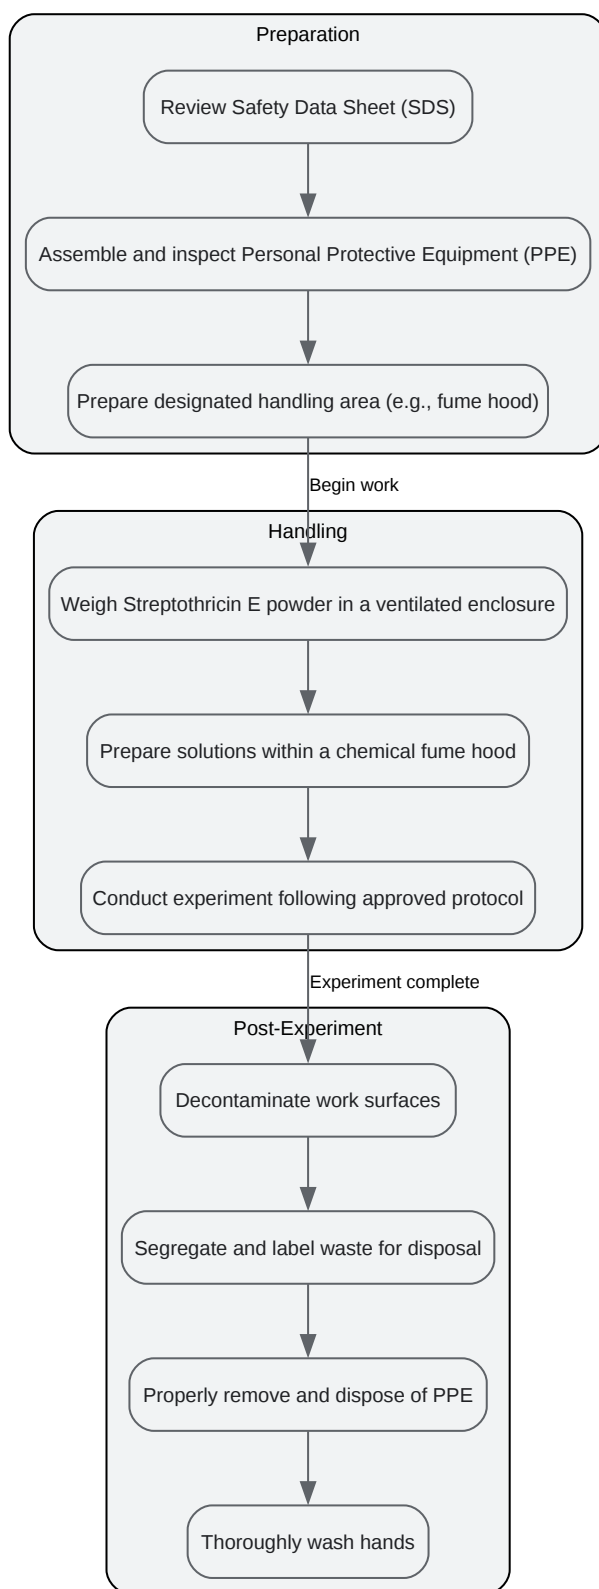 Preparation
Review Safety Data Sheet (SDS)
Assemble and inspect Personal Protective Equipment (PPE)
Prepare designated handling area (e.g., fume hood)
Begin work
Handling
Weigh Streptothricin E powder in a ventilated enclosure
Prepare solutions within a chemical fume hood
Conduct experiment following approved protocol
Experiment complete
Post-Experiment
Decontaminate work surfaces
Segregate and label waste for disposal
Properly remove and dispose of PPE
Thoroughly wash hands